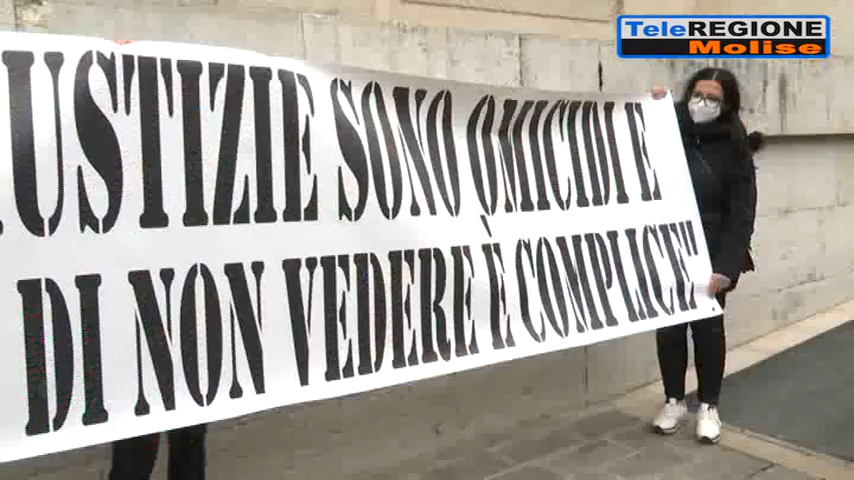 TeleREGIONE
Molise
USTIZIE SONO OMICIDI E
DI NON VEDERE È COMPLICE"